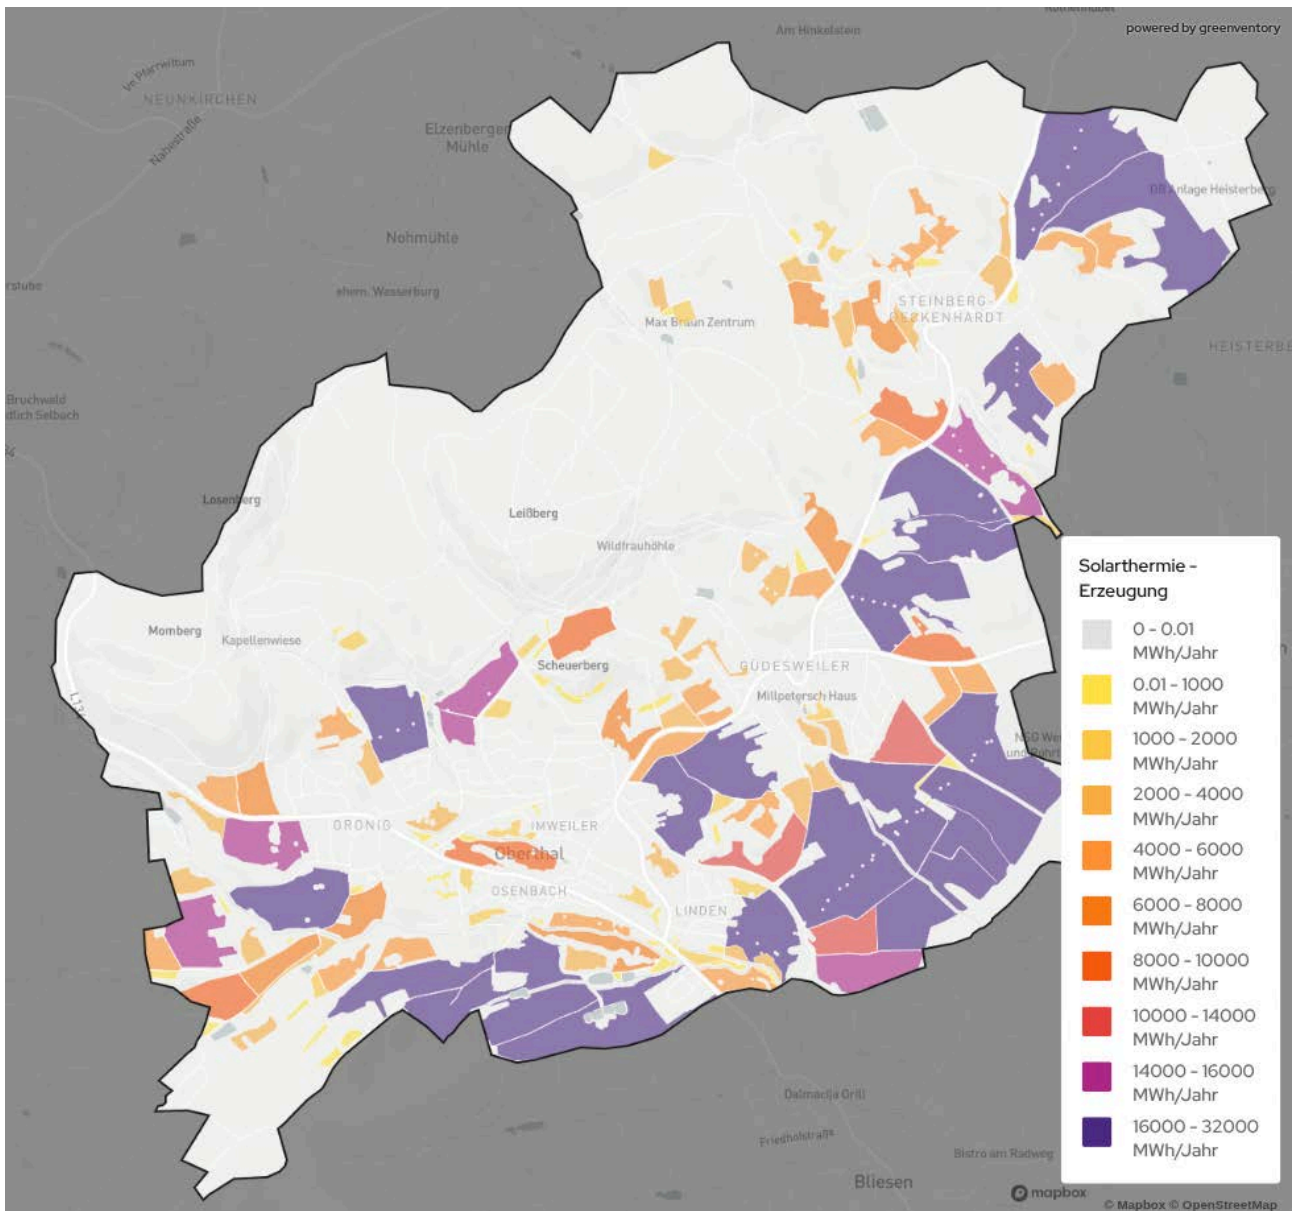 powered by greenventory
Am Hinkelstein
NEUNKIRCHEN
Nahestraße
Elzenberger
Mühle
Nohmühle
ehem. Wasserburg
Max Braun Zentrum
STEINBERG-
DECKENHARDT
Anlage Heisterberg
Bruchwald
Losenberg
Leißberg
Wildfrauhöhle
Momberg
Kapellenwiese
Scheuerberg
GÜDESWEILER
Millpetersch Haus
GRONIG
IMWEILER
Oberthal
OSENBACH
LINDEN
Dalmacija Grill
Friedhofstraße
Bistro am Radweg
Bliesen
Solarthermie -
Erzeugung
0 - 0.01
MWh/Jahr
0.01 - 1000
MWh/Jahr
1000 - 2000
MWh/Jahr
2000 - 4000
MWh/Jahr
4000 - 6000
MWh/Jahr
6000 - 8000
MWh/Jahr
8000 - 10000
MWh/Jahr
10000 - 14000
MWh/Jahr
14000 - 16000
MWh/Jahr
16000 - 32000
MWh/Jahr
mapbox
© Mapbox © OpenStreetMap